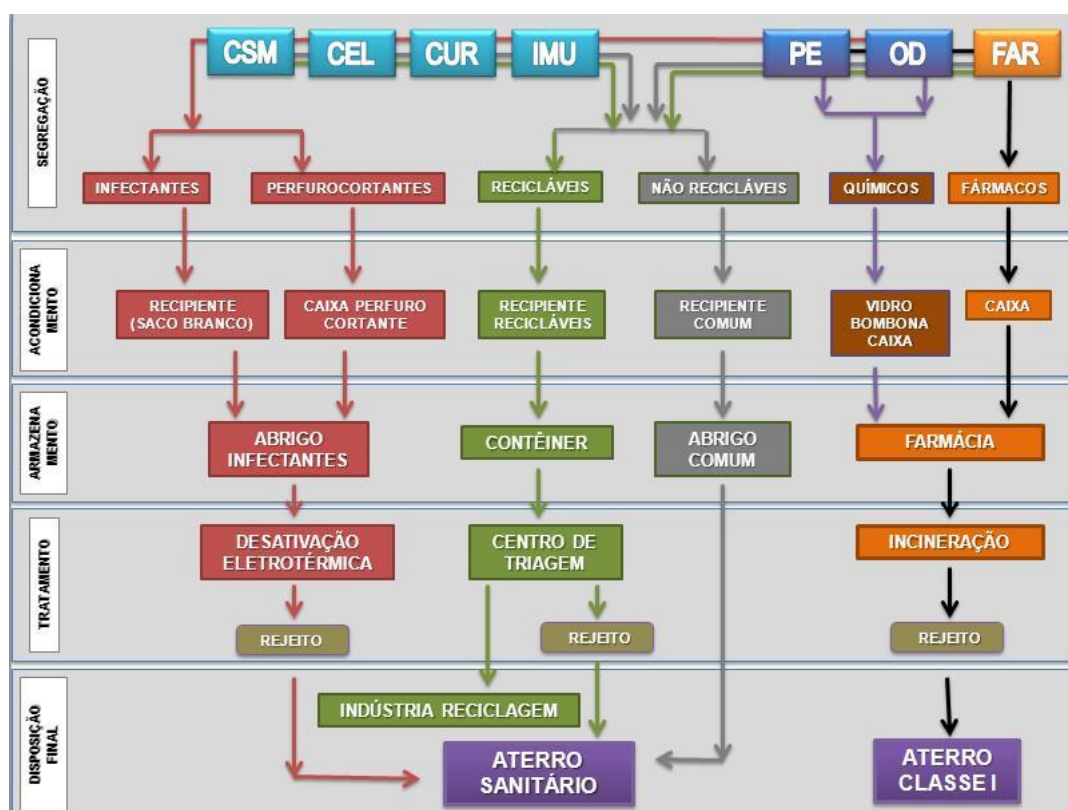 CSM
CEL
CUR
IMU
PE
OD
FAR
SEGREGAÇÃO
INFECTANTES
PERFUROCORTANTES
RECICLÁVEIS
NÃO RECICLÁVEIS
QUÍMICOS
FÁRMACOS
ACONDICIONA
MENTO
RECIPIENTE
(SACO BRANCO)
CAIXA PERFURO
CORTANTE
RECIPIENTE
RECICLÁVEIS
RECIPIENTE
COMUM
VIDRO
BOMBONA
CAIXA
CAIXA
ARMAZENA
MENTO
ABRIGO
INFECTANTES
CONTÊINER
ABRIGO
COMUM
FARMÁCIA
TRATAMENTO
DESATIVAÇÃO
ELETROTÉRMICA
CENTRO DE
TRIAGEM
INCINERAÇÃO
REJEITO
REJEITO
REJEITO
DISPOSIÇÃO
FINAL
INDÚSTRIA RECICLAGEM
ATERRO
SANITÁRIO
ATERRO
CLASSE I